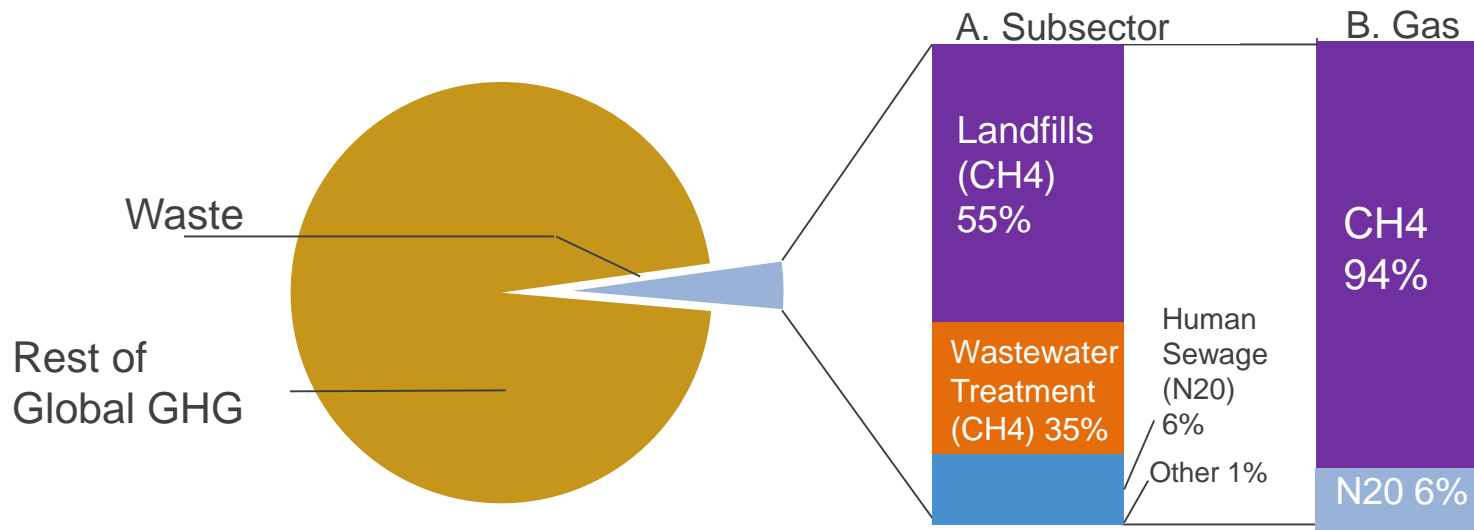 A. Subsector
B. Gas
Waste
Rest of
Global GHG
Landfills
(CH4)
55%
Wastewater
Treatment
(CH4) 35%
Human
Sewage
(N20)
6%
Other 1%
CH4
94%
N20 6%